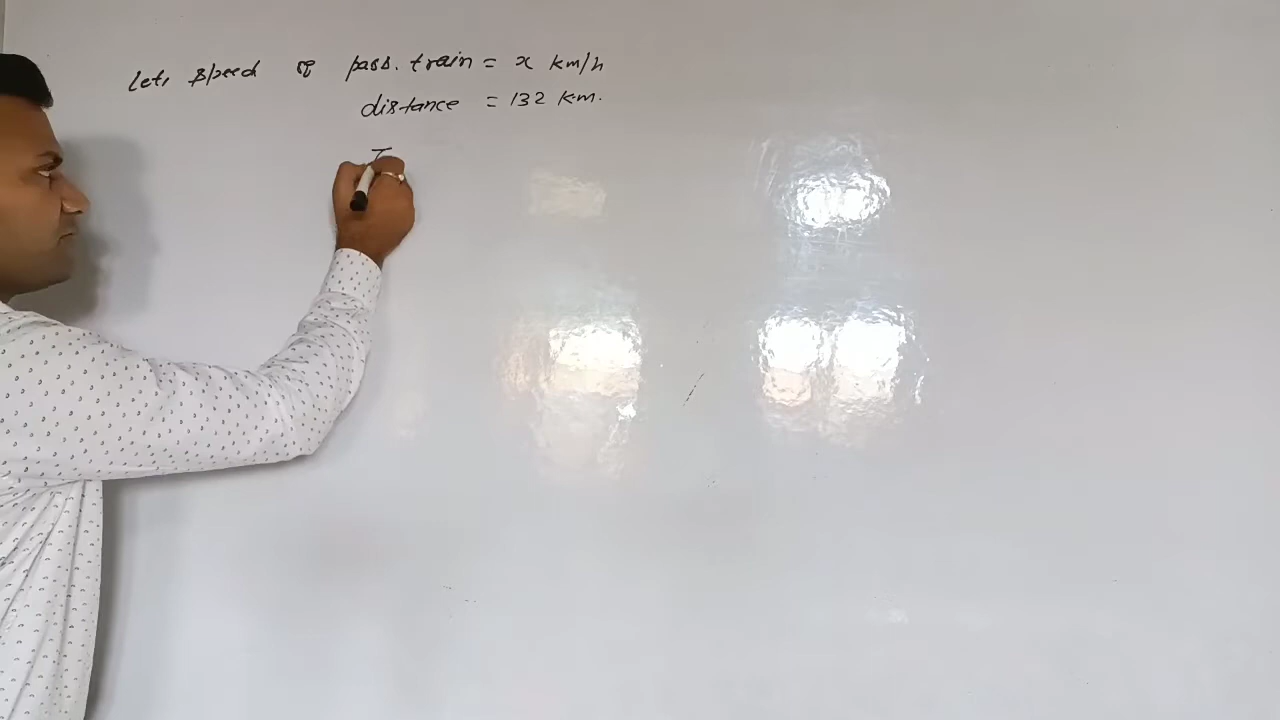 Let, speed of pass. train = x km/h
distance = 132 km.
T